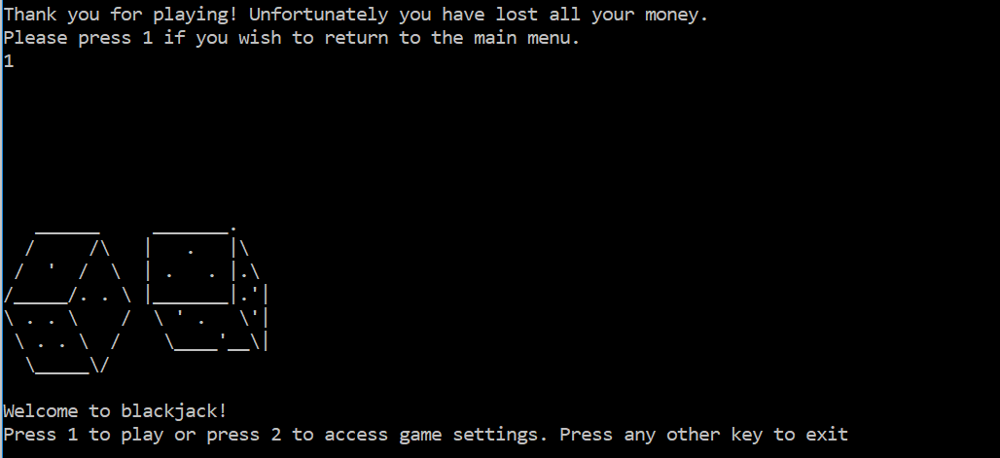 Thank you for playing! Unfortunately you have lost all your money.
Please press 1 if you wish to return to the main menu.
1
Welcome to blackjack!
Press 1 to play or press 2 to access game settings. Press any other key to exit